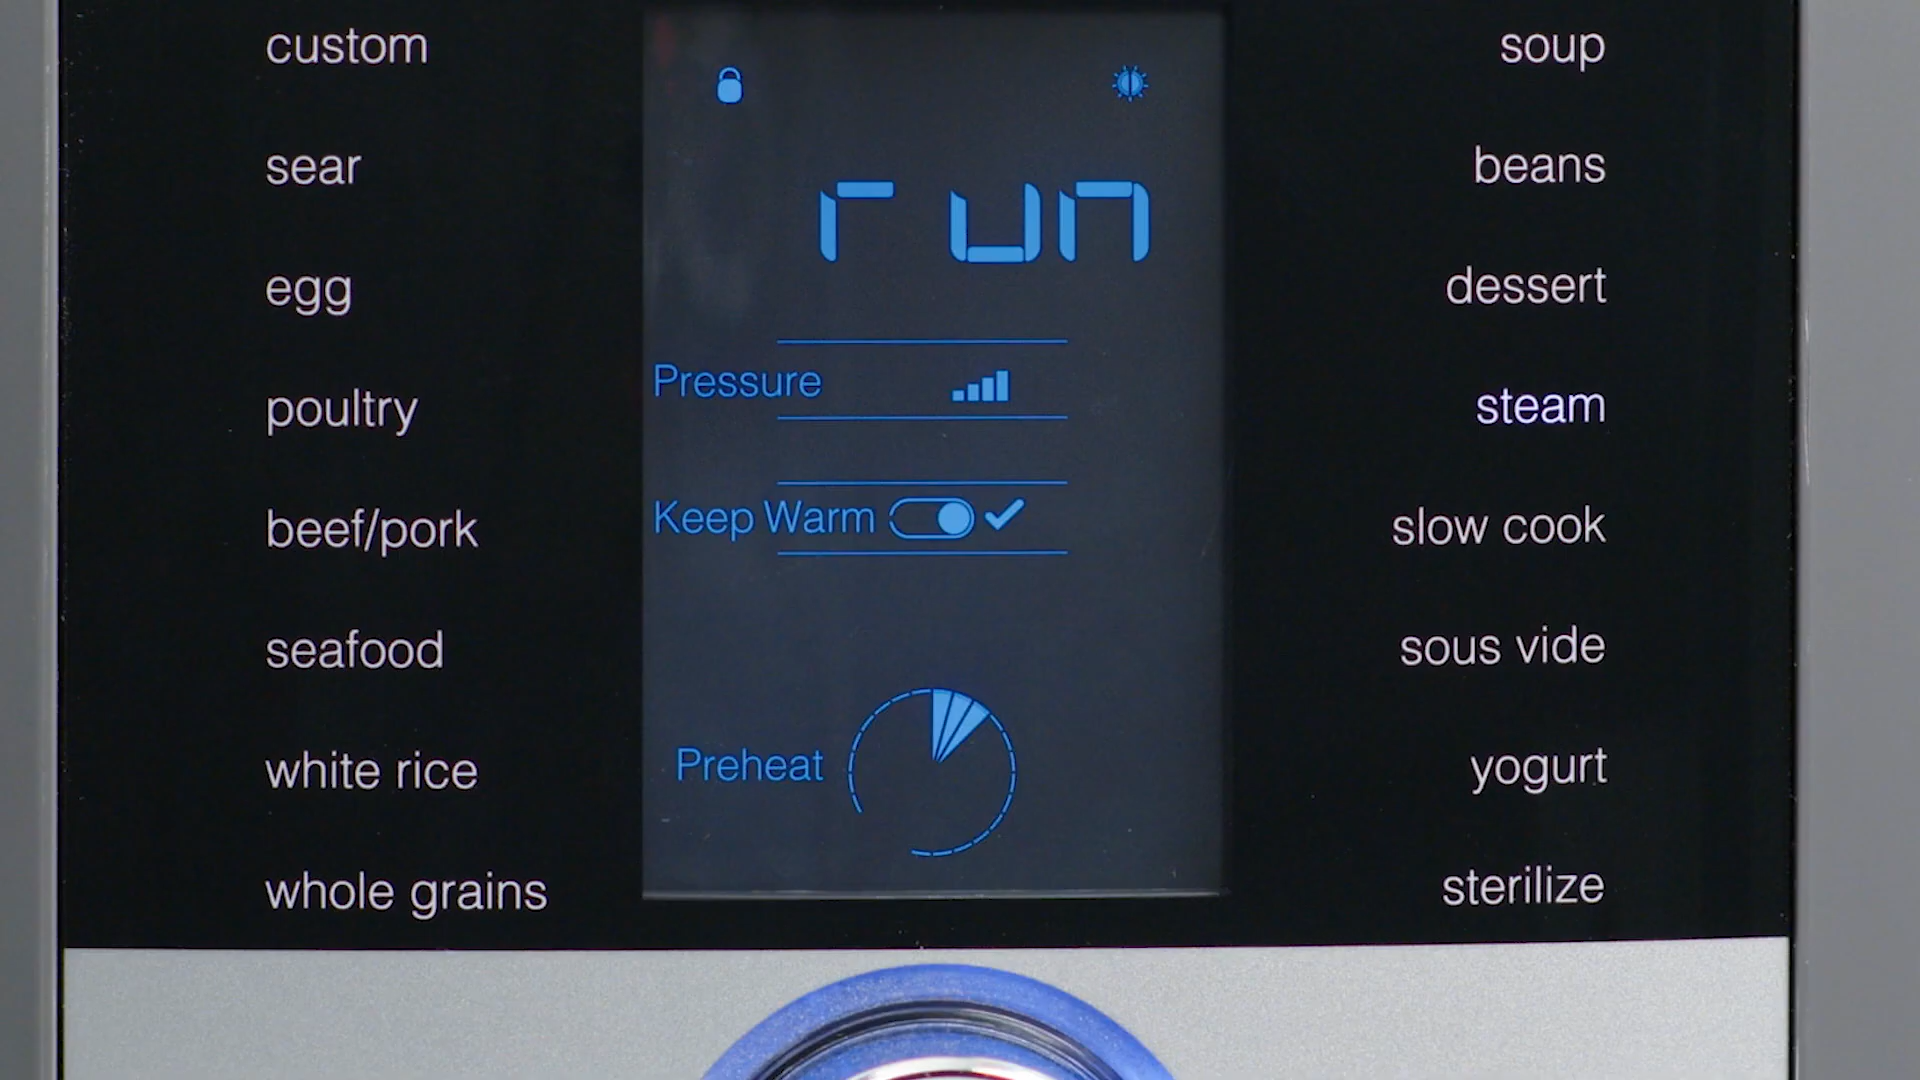 custom
sear
egg
poultry
beef/pork
seafood
white rice
whole grains
run
Pressure
Keep Warm
Preheat
soup
beans
dessert
steam
slow cook
sous vide
yogurt
sterilize